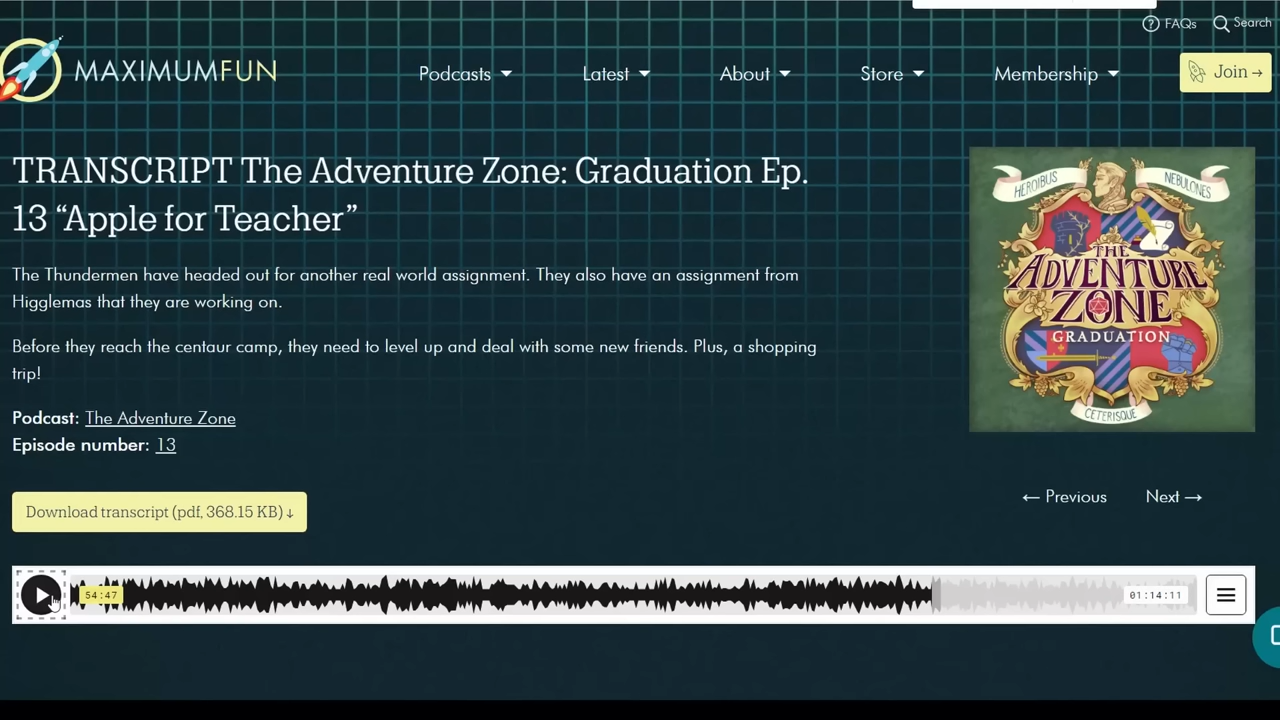 FAQs
Search
MAXIMUMFUN
Podcasts
Latest
About
Store
Membership
Join →
TRANSCRIPT The Adventure Zone: Graduation Ep.
13 “Apple for Teacher”
The Thundermen have headed out for another real world assignment. They also have an assignment from
Higglemas that they are working on.
Before they reach the centaur camp, they need to level up and deal with some new friends. Plus, a shopping
trip!
Podcast: The Adventure Zone
Episode number: 13
HEROIBUS
NEBULONES
THE
ADVENTURE
ZONE
GRADUATION
CETERISQUE
← Previous
Next →
Download transcript (pdf, 368.15 KB) ↓
54:47
01:14:11